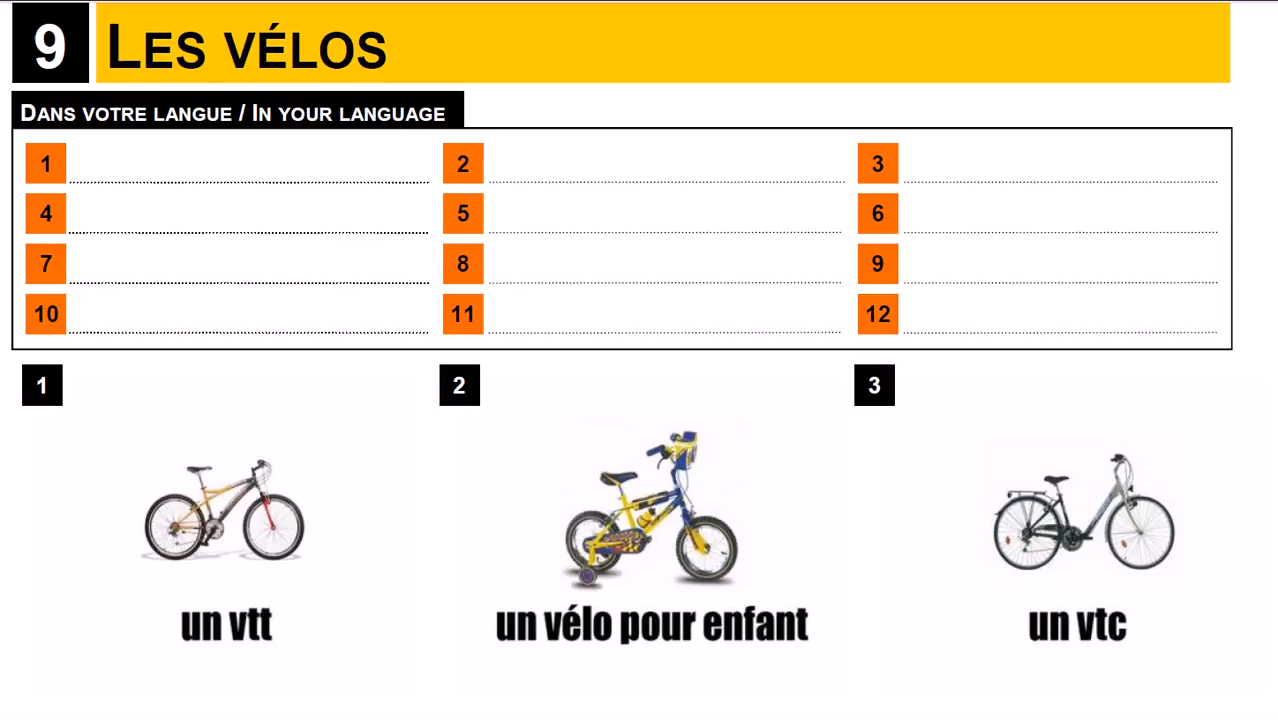 9 LES VÉLOS
DANS VOTRE LANGUE / IN YOUR LANGUAGE
1 2 3
4 5 6
7 8 9
10 11 12
1 2 3
un vtt un vélo pour enfant un vtc